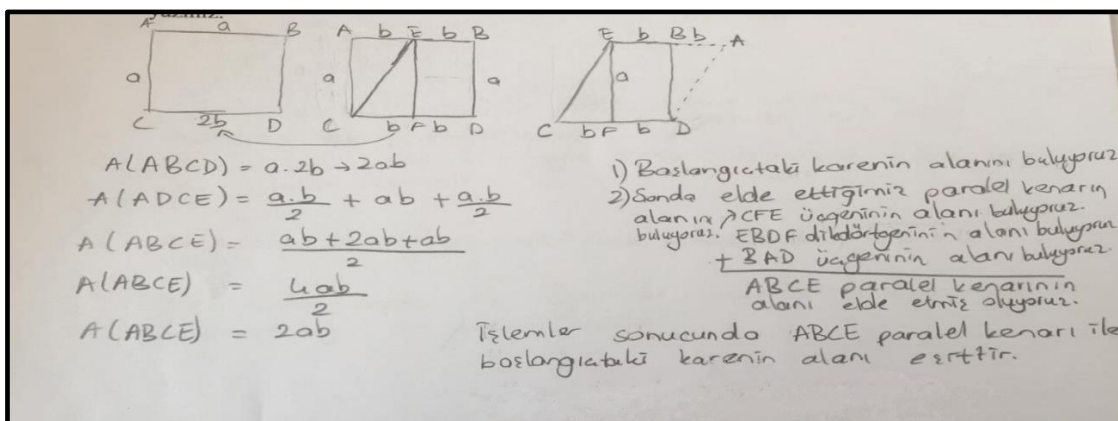 yazınız.
A a B
a
C 2b D
A b E b B
a a
C b F b D
E b B b A
a
C b F b D
A(ABCD) = a.2b → 2ab
A(ADCE) = a.b/2 + ab + a.b/2
A(ABCE) = ab+2ab+ab/2
A(ABCE) = 4ab/2
A(ABCE) = 2ab
1) Başlangıçtaki karenin alanını buluyoruz
2) Sonda elde ettiğimiz paralel kenarın
alanını buluyoruz. → CFE üçgeninin alanı buluyoruz.
EBDF dikdörtgeninin alanı buluyoruz
+ BAD üçgeninin alanı buluyoruz
ABCE paralel kenarının
alanı elde etmiş oluyoruz.
İşlemler sonucunda ABCE paralel kenarı ile
başlangıçtaki karenin alanı eşittir.